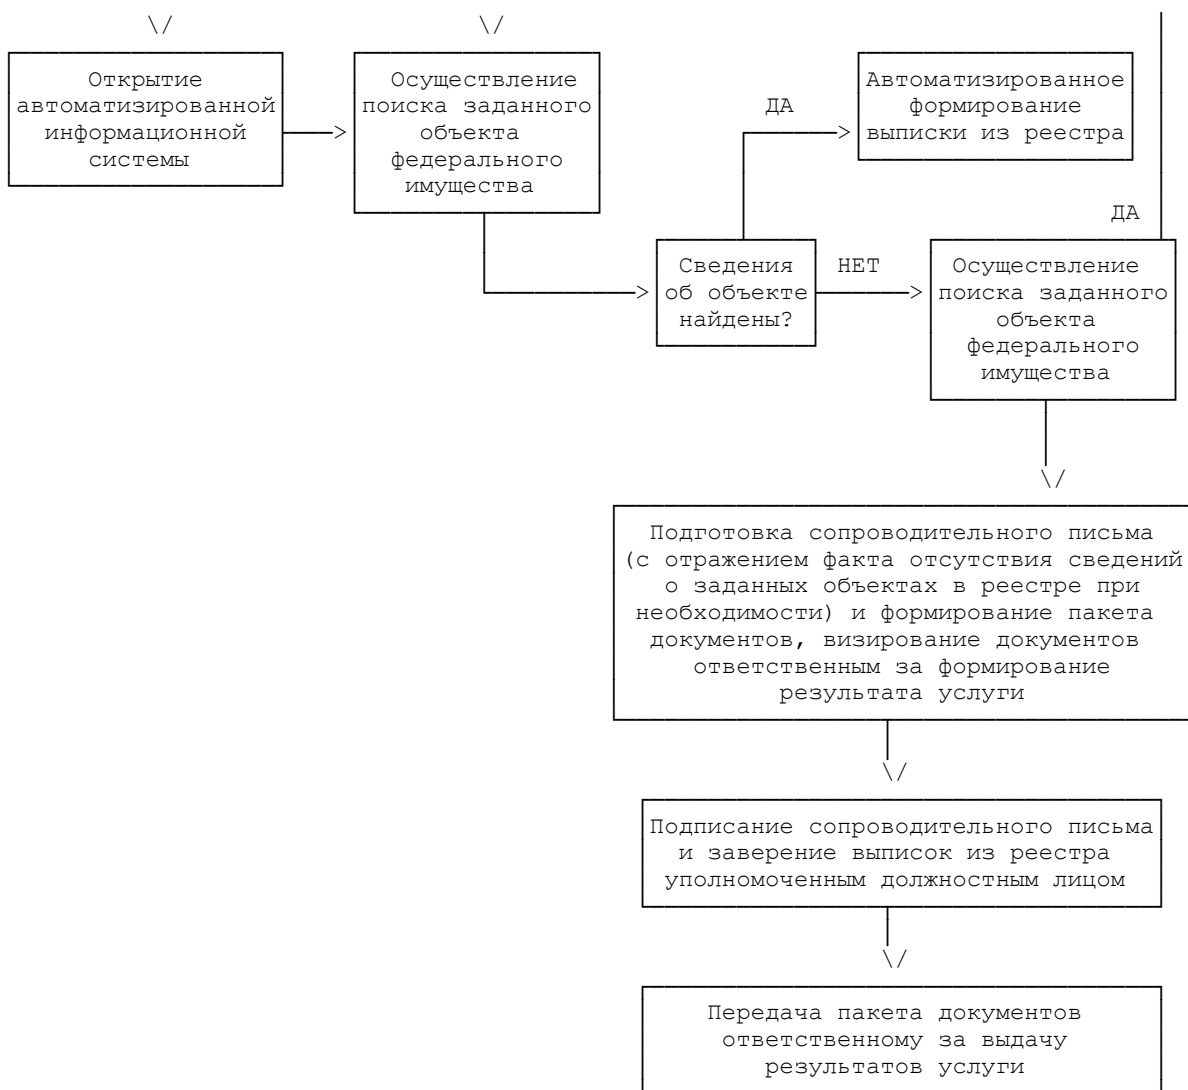 Открытие
автоматизированной
информационной
системы
Осуществление
поиска заданного
объекта
федерального
имущества
ДА
Автоматизированное
формирование
выписки из реестра
ДА
Сведения
об объекте
найдены?
НЕТ
Осуществление
поиска заданного
объекта
федерального
имущества
Подготовка сопроводительного письма
(с отражением факта отсутствия сведений
о заданных объектах в реестре при
необходимости) и формирование пакета
документов, визирование документов
ответственным за формирование
результата услуги
Подписание сопроводительного письма
и заверение выписок из реестра
уполномоченным должностным лицом
Передача пакета документов
ответственному за выдачу
результатов услуги